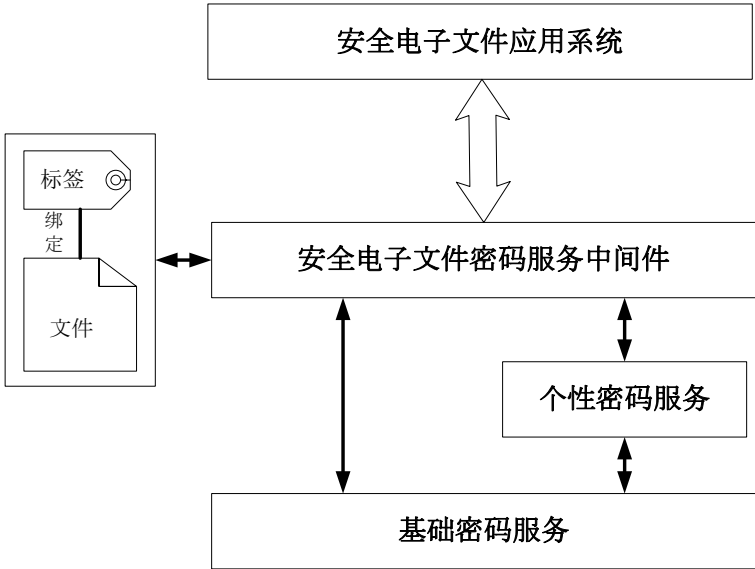 安全电子文件应用系统
标签
绑
定
文件
安全电子文件密码服务中间件
个性密码服务
基础密码服务